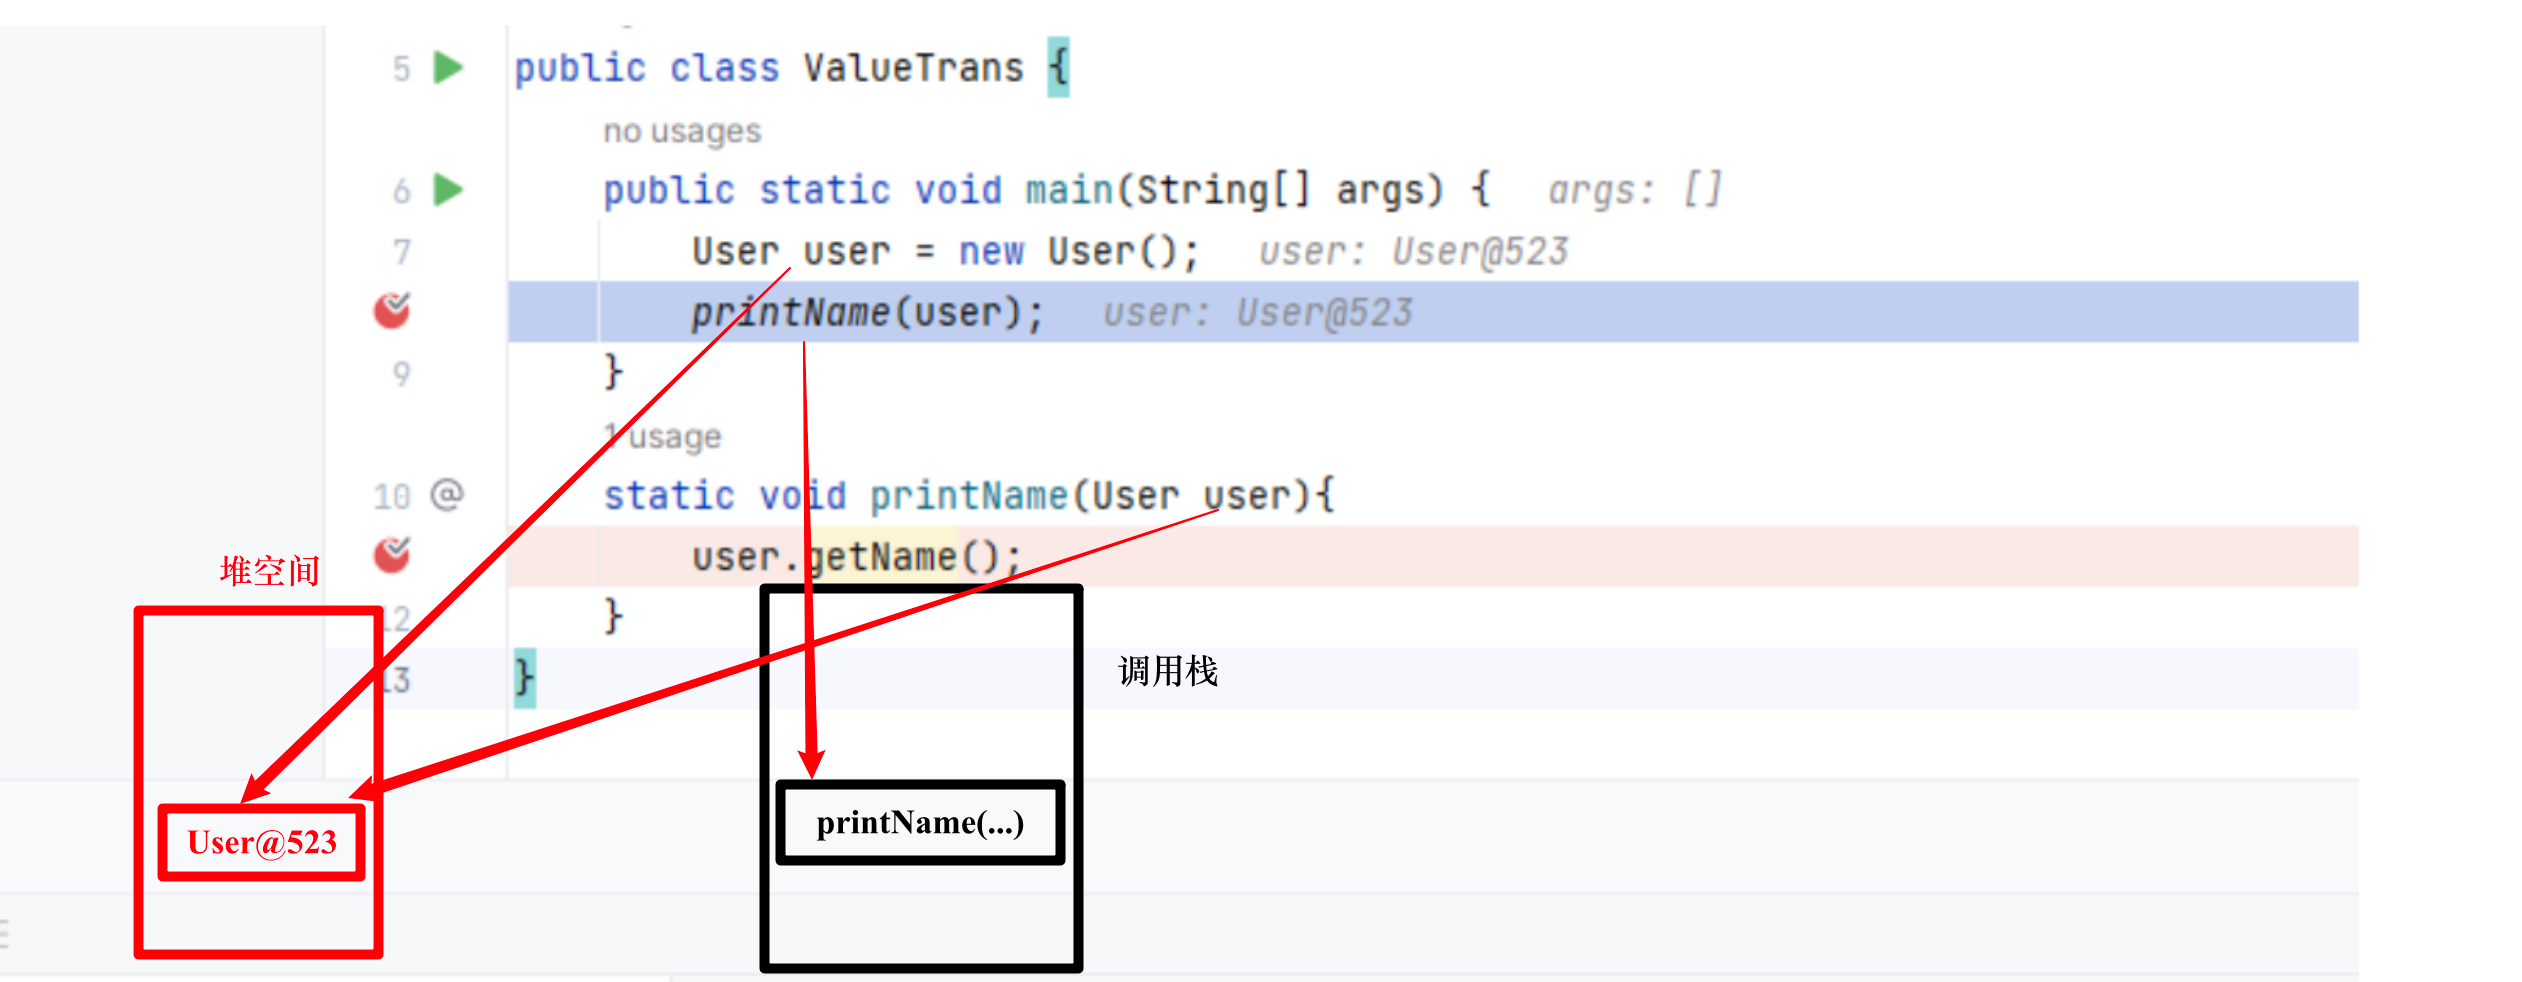 5 public class ValueTrans {
no usages
6 public static void main(String[] args) { args: []
7 User user = new User(); user: User@523
printName(user); user: User@523
9 }
1 usage
10 @ static void printName(User user){
user.getName();
12 }
13 }
堆空间
调用栈
User@523
printName(...)